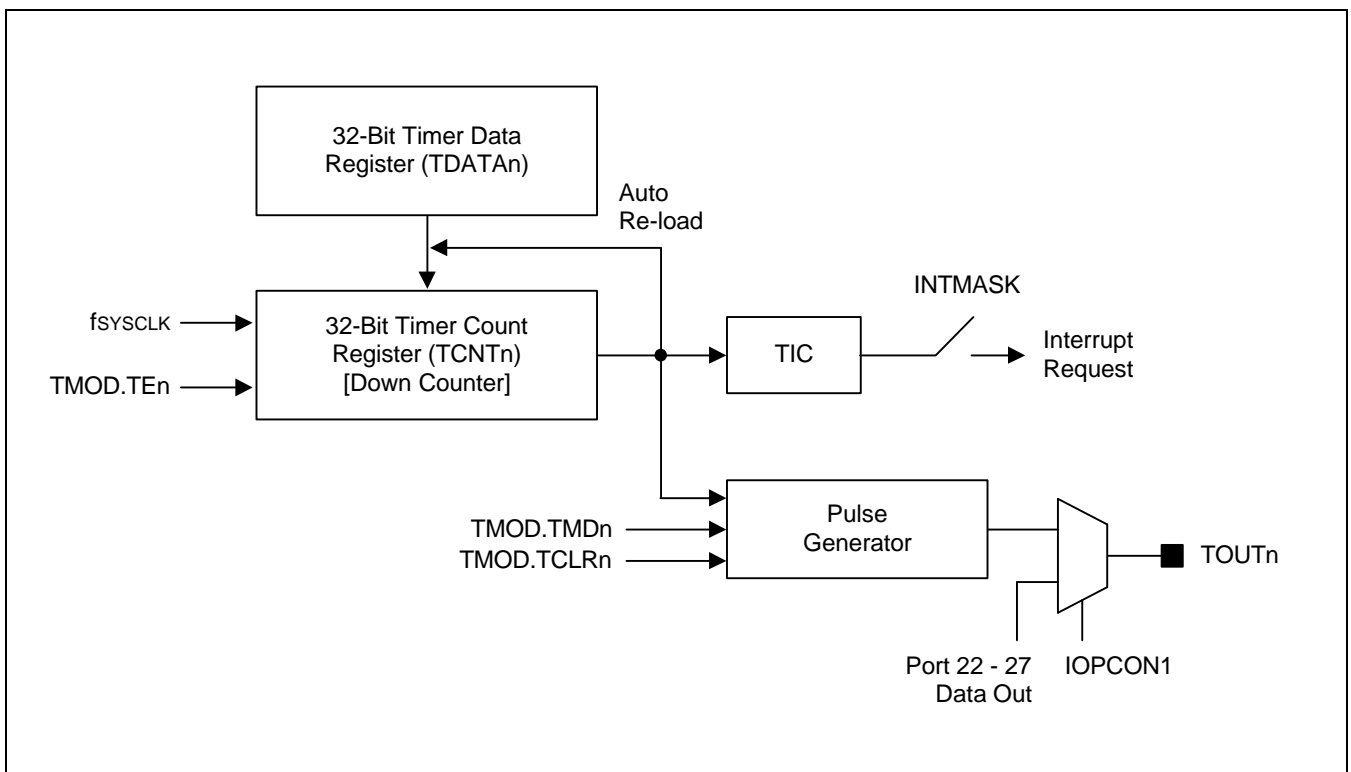 32-Bit Timer Data
Register (TDATAn)
Auto
Re-load
fSYSCLK
TMOD.TEn
32-Bit Timer Count
Register (TCNTn)
[Down Counter]
TIC
INTMASK
Interrupt
Request
TMOD.TMDn
TMOD.TCLRn
Pulse
Generator
TOUTn
Port 22 - 27
Data Out
IOPCON1